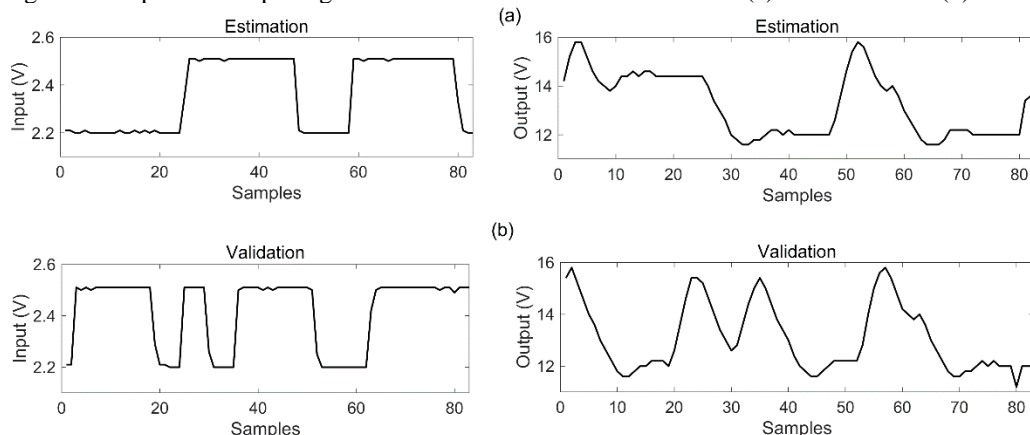 (a)
Estimation
Input (V)
2.6
2.4
2.2
0 20 40 60 80
Samples
Estimation
Output (V)
16
14
12
0 10 20 30 40 50 60 70 80
Samples
(b)
Validation
Input (V)
2.6
2.4
2.2
0 20 40 60 80
Samples
Validation
Output (V)
16
14
12
0 10 20 30 40 50 60 70 80
Samples